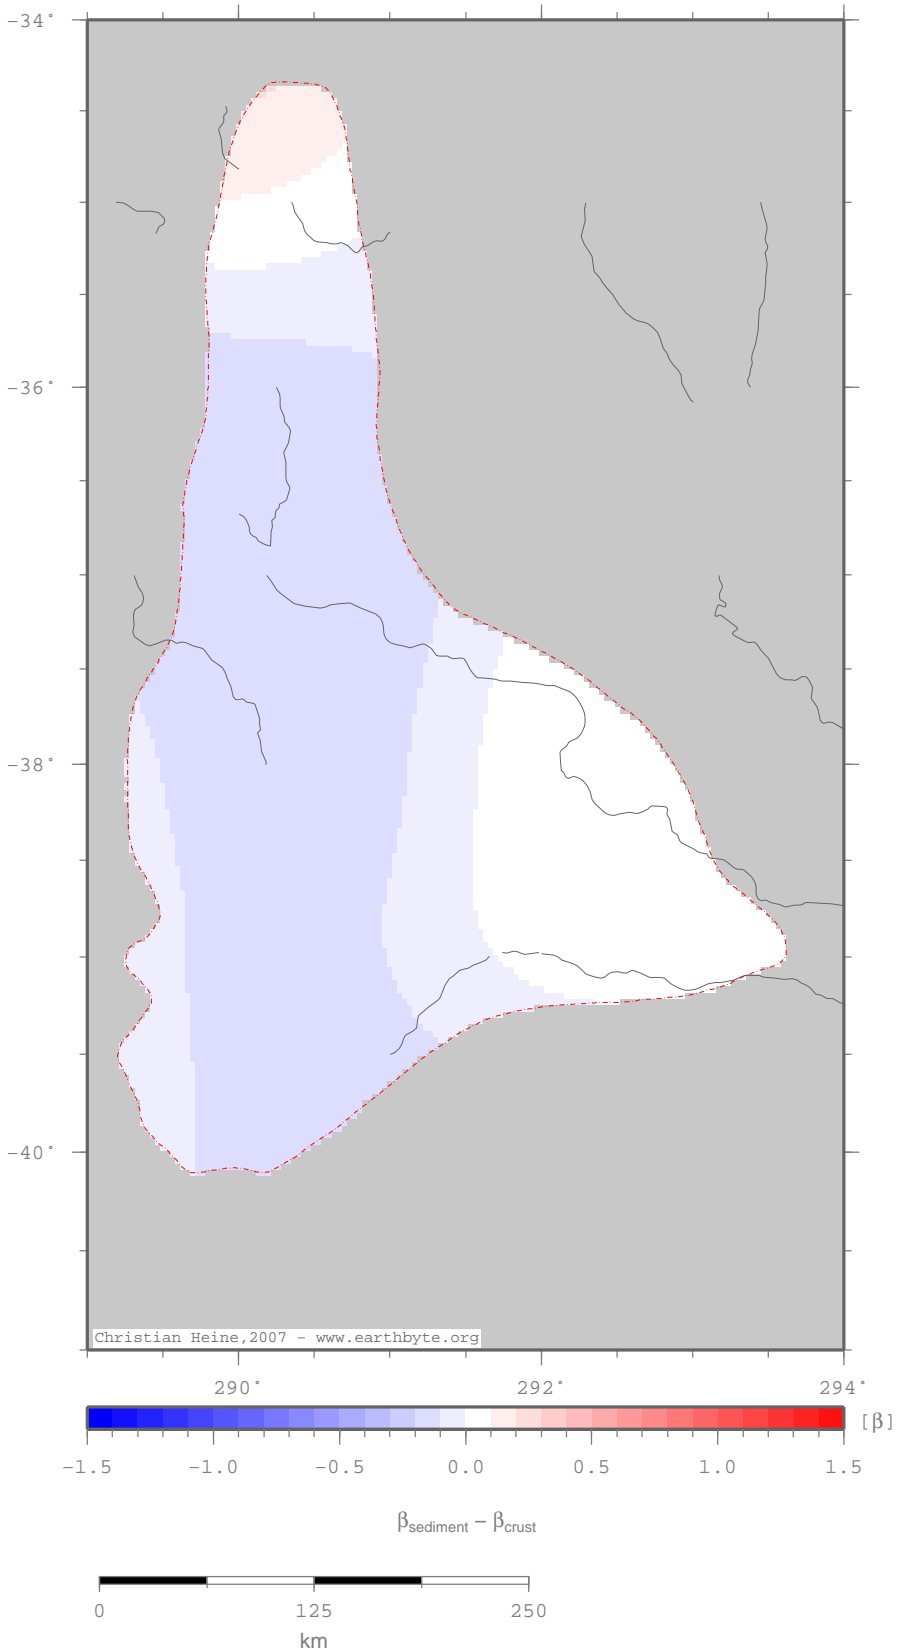 −34°
−36°
−38°
−40°
Christian Heine,2007 − www.earthbyte.org
290° 292° 294°
[β]
−1.5 −1.0 −0.5 0.0 0.5 1.0 1.5
βsediment − βcrust
0 125 250
km